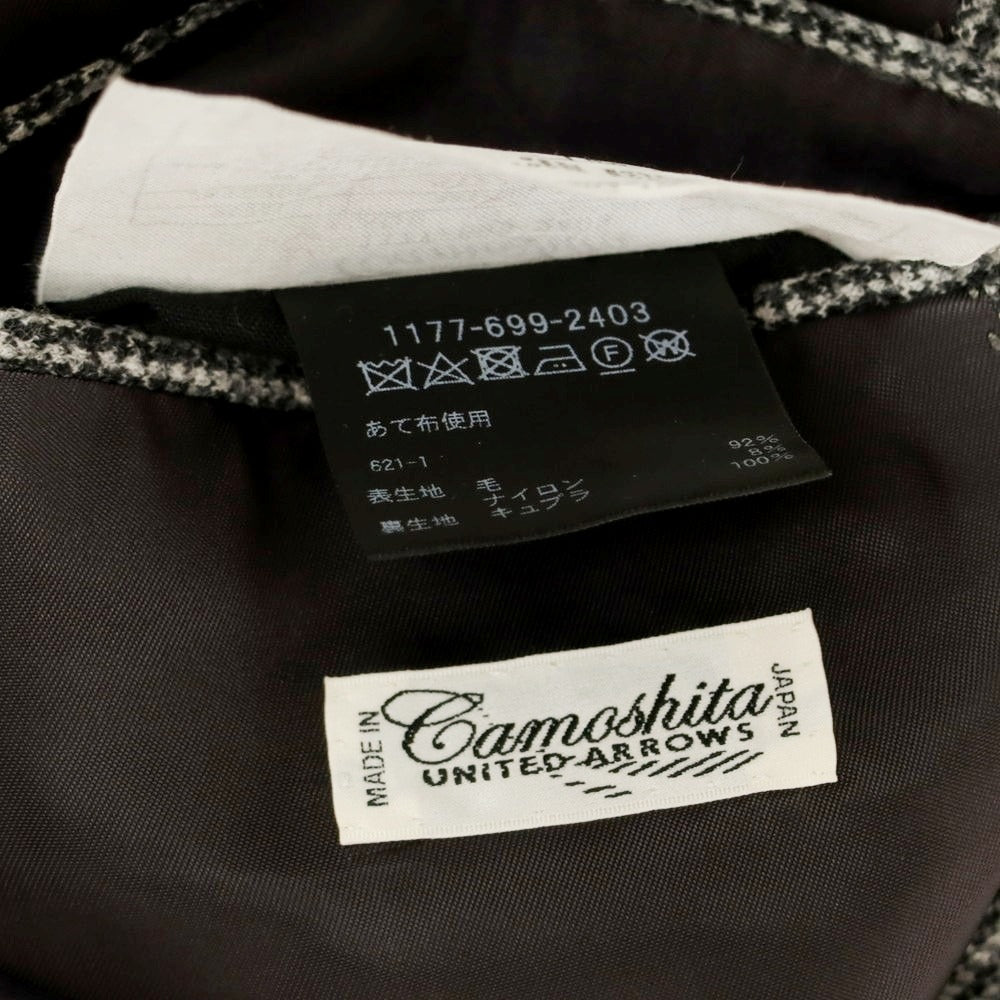 1177-699-2403
あて布使用
621-1
表生地 毛 92%
ナイロン 8%
裏生地 キュプラ 100%
MADE IN
Camoshita
UNITED ARROWS
JAPAN